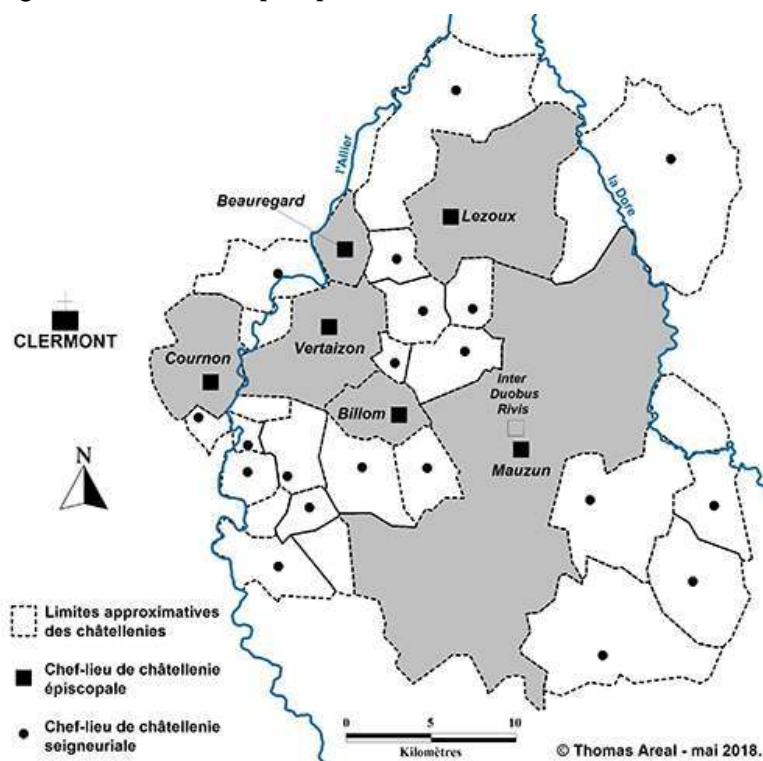 l'Allier
la Dore
Beauregard
Lezoux
CLERMONT
Cournon
Vertaizon
Billom
Inter
Duobus
Rivis
Mauzun
N
Limites approximatives
des châtellenies
Chef-lieu de châtellenie
épiscopale
Chef-lieu de châtellenie
seigneuriale
0 5 10
Kilomètres
© Thomas Areal - mai 2018.